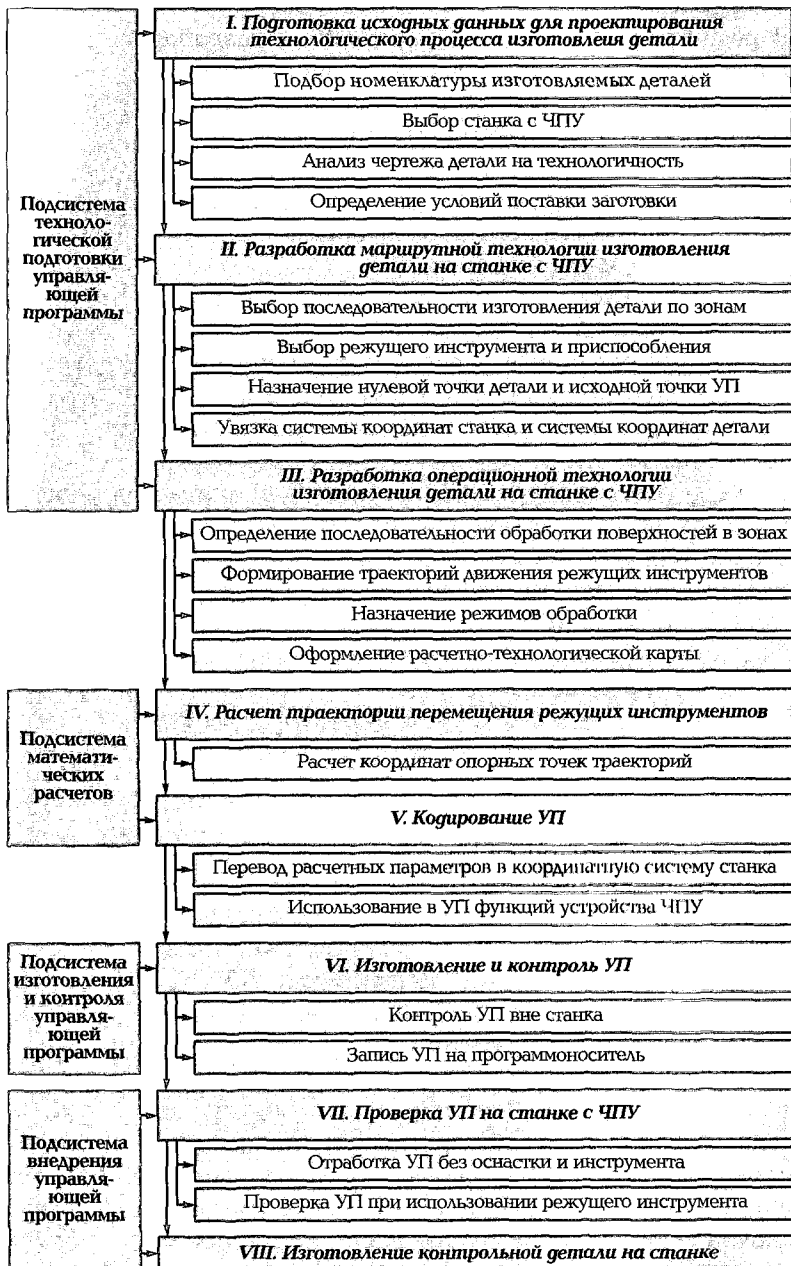 I. Подготовка исходных данных для проектирования
технологического процесса изготовлеия детали
Подбор номенклатуры изготовляемых деталей
Выбор станка с ЧПУ
Анализ чертежа детали на технологичность
Определение условий поставки заготовки
Подсистема
техноло-
гической
подготовки
управля-
ющей
программы
II. Разработка маршрутной технологии изготовления
детали на станке с ЧПУ
Выбор последовательности изготовления детали по зонам
Выбор режущего инструмента и приспособления
Назначение нулевой точки детали и исходной точки УП
Увязка системы координат станка и системы координат детали
III. Разработка операционной технологии
изготовления детали на станке с ЧПУ
Определение последовательности обработки поверхностей в зонах
Формирование траекторий движения режущих инструментов
Назначение режимов обработки
Оформление расчетно-технологической карты
Подсистема
математи-
ческих
расчетов
IV. Расчет траектории перемещения режущих инструментов
Расчет координат опорных точек траекторий
V. Кодирование УП
Перевод расчетных параметров в координатную систему станка
Использование в УП функций устройства ЧПУ
Подсистема
изготовления
и контроля
управля-
ющей
программы
VI. Изготовление и контроль УП
Контроль УП вне станка
Запись УП на программоноситель
Подсистема
внедрения
управля-
ющей
программы
VII. Проверка УП на станке с ЧПУ
Отработка УП без оснастки и инструмента
Проверка УП при использовании режущего инструмента
VIII. Изготовление контрольной детали на станке